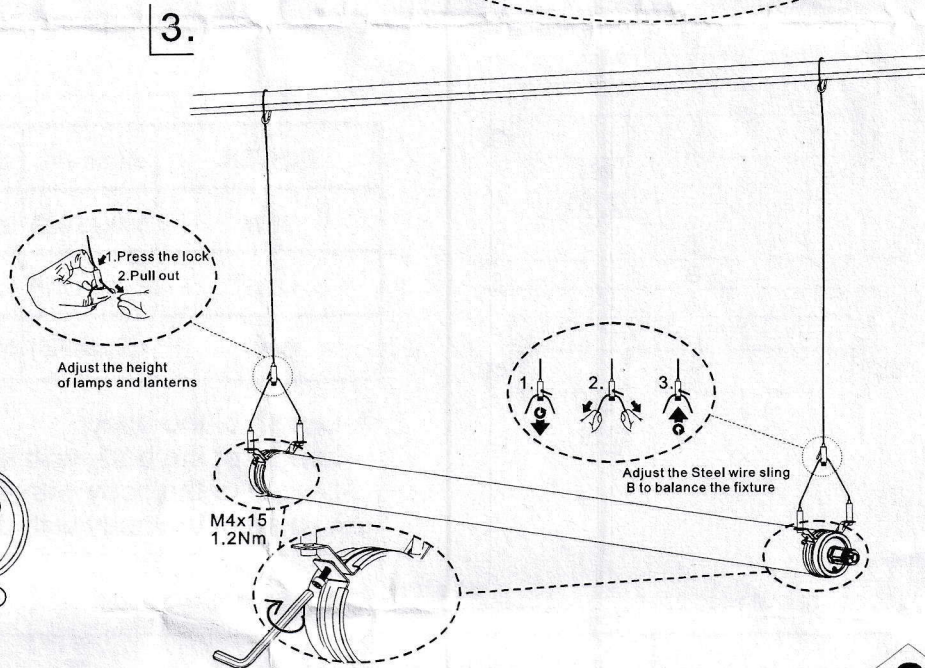 3.
1.Press the lock
2.Pull out
Adjust the height
of lamps and lanterns
1. 2. 3.
Adjust the Steel wire sling
B to balance the fixture
M4x15
1.2Nm